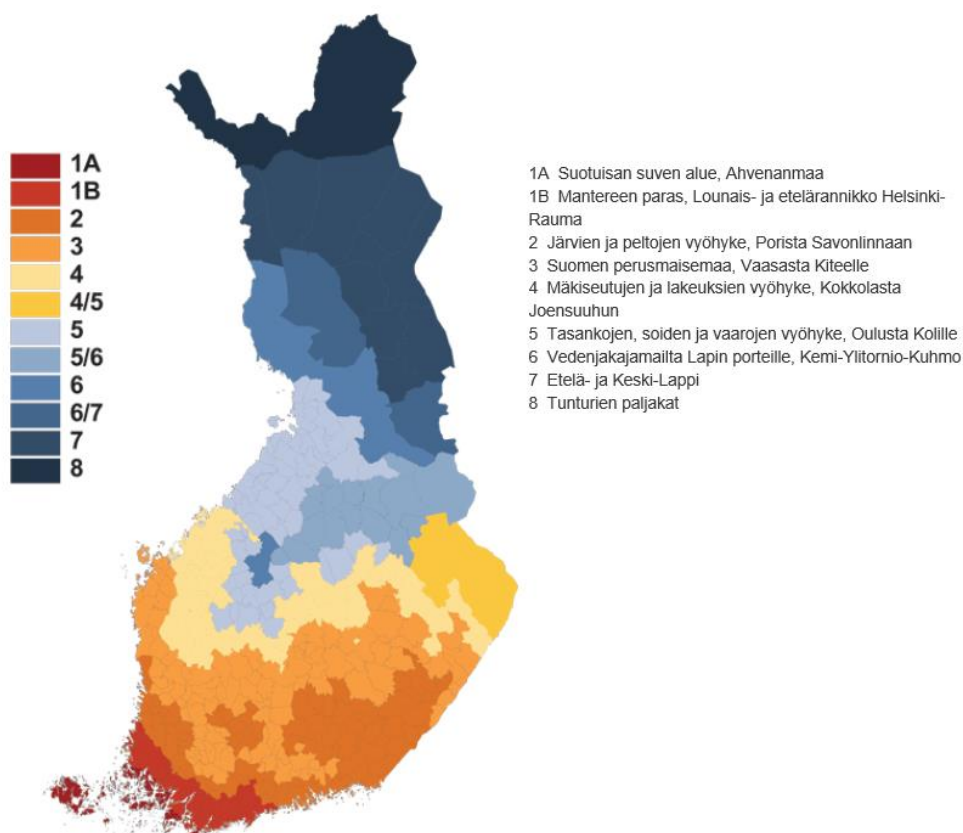 1A
1B
2
3
4
4/5
5
5/6
6
6/7
7
8
1A Suotuisan suven alue, Ahvenanmaa
1B Mantereen paras, Lounais- ja etelärannikko Helsinki-
Rauma
2 Järvien ja peltojen vyöhyke, Porista Savonlinnaan
3 Suomen perusmaisemaa, Vaasasta Kiteelle
4 Mäkiseutujen ja lakeuksien vyöhyke, Kokkolasta
Joensuuhun
5 Tasankojen, soiden ja vaarojen vyöhyke, Oulusta Kolille
6 Vedenjakajamailta Lapin porteille, Kemi-Ylitornio-Kuhmo
7 Etelä- ja Keski-Lappi
8 Tunturien paljakat